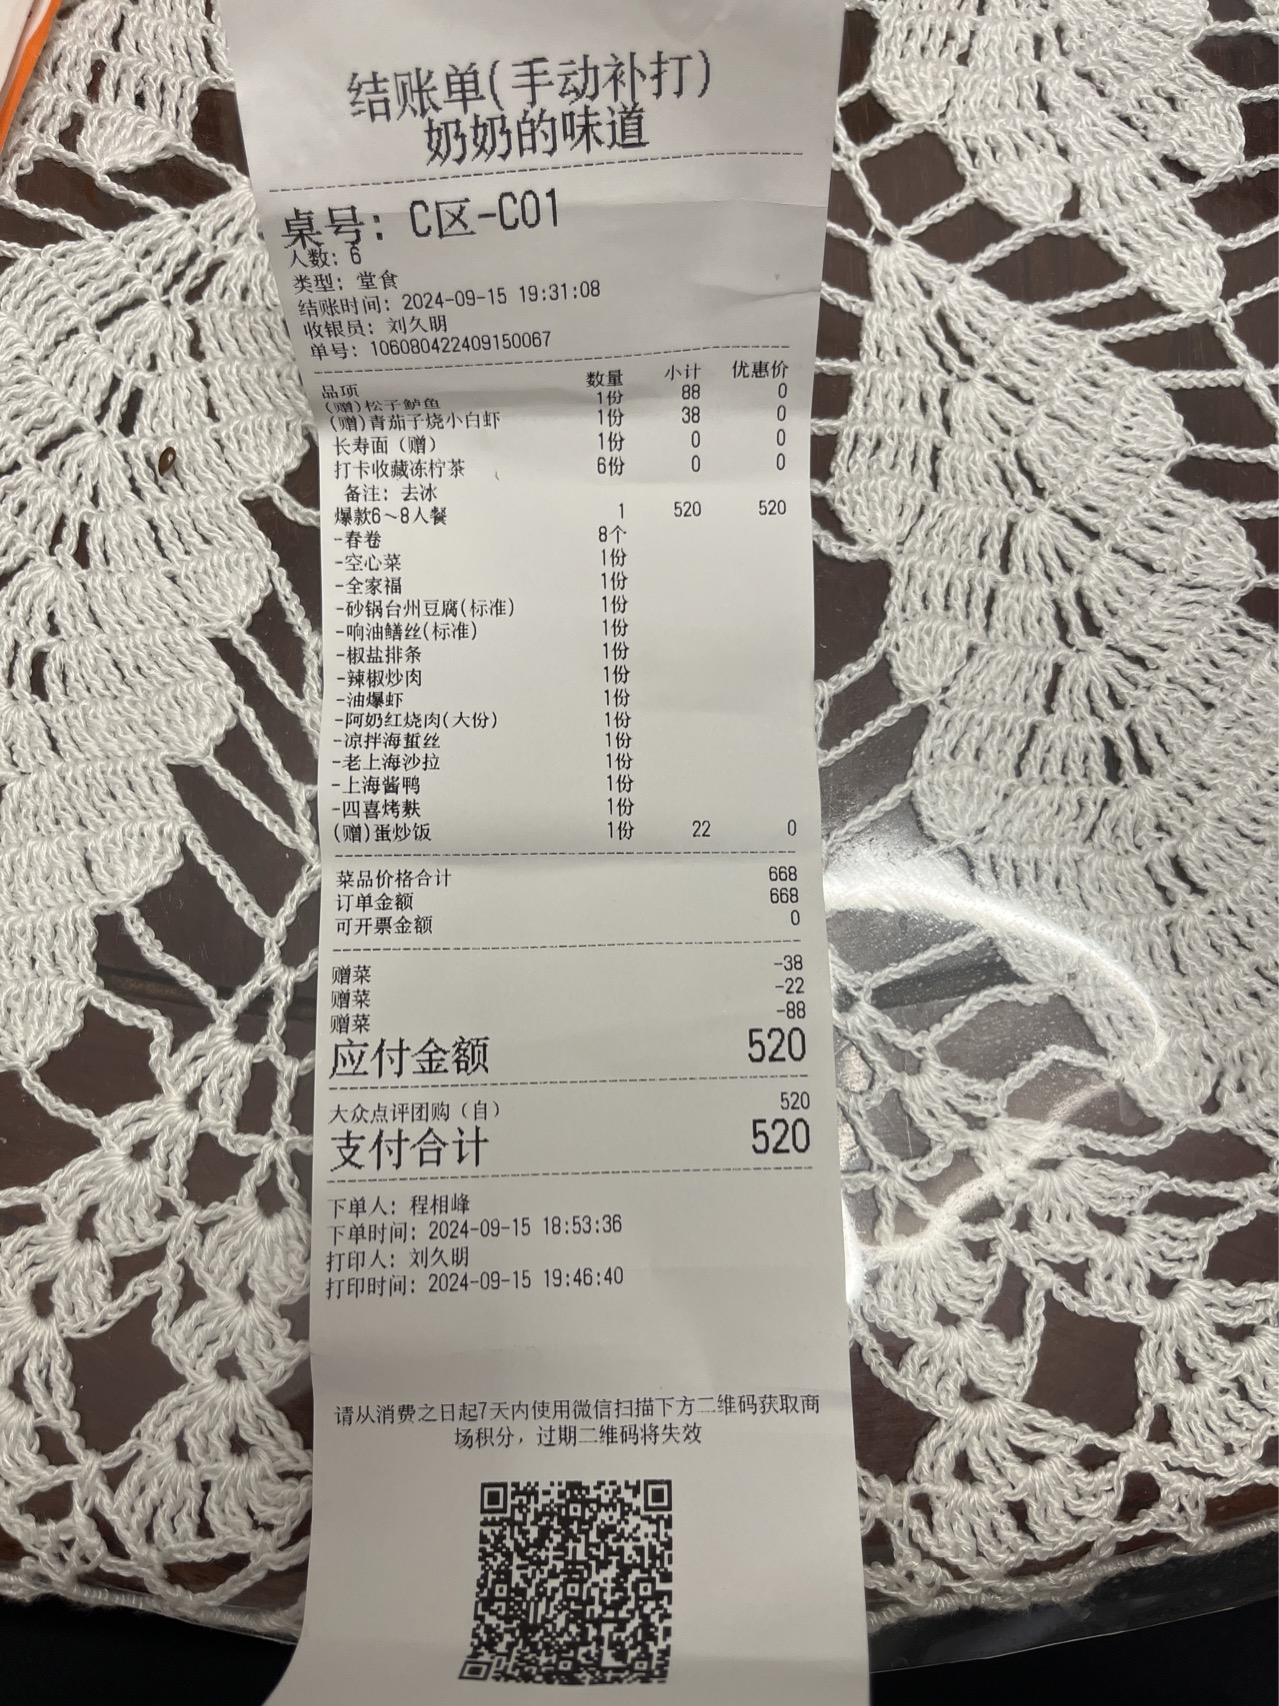 结账单(手动补打)
奶奶的味道
桌号: C区-C01
人数: 6
类型: 堂食
结账时间: 2024-09-15 19:31:08
收银员: 刘久明
单号: 106080422409150067
品项 数量 小计 优惠价
(赠)松子鲈鱼 1份 88 0
(赠)青茄子烧小白虾 1份 38 0
长寿面（赠） 1份 0 0
打卡收藏冻柠茶 6份 0 0
备注: 去冰
爆款6~8人餐 1 520 520
-春卷 8个
-空心菜 1份
-全家福 1份
-砂锅台州豆腐(标准) 1份
-响油鳝丝(标准) 1份
-椒盐排条 1份
-辣椒炒肉 1份
-油爆虾 1份
-阿奶红烧肉(大份) 1份
-凉拌海蜇丝 1份
-老上海沙拉 1份
-上海酱鸭 1份
-四喜烤麸 1份
(赠)蛋炒饭 1份 22 0
菜品价格合计 668
订单金额 668
可开票金额 0
赠菜 -38
赠菜 -22
赠菜 -88
应付金额 520
大众点评团购（自） 520
支付合计 520
下单人: 程相峰
下单时间: 2024-09-15 18:53:36
打印人: 刘久明
打印时间: 2024-09-15 19:46:40
请从消费之日起7天内使用微信扫描下方二维码获取商
场积分，过期二维码将失效